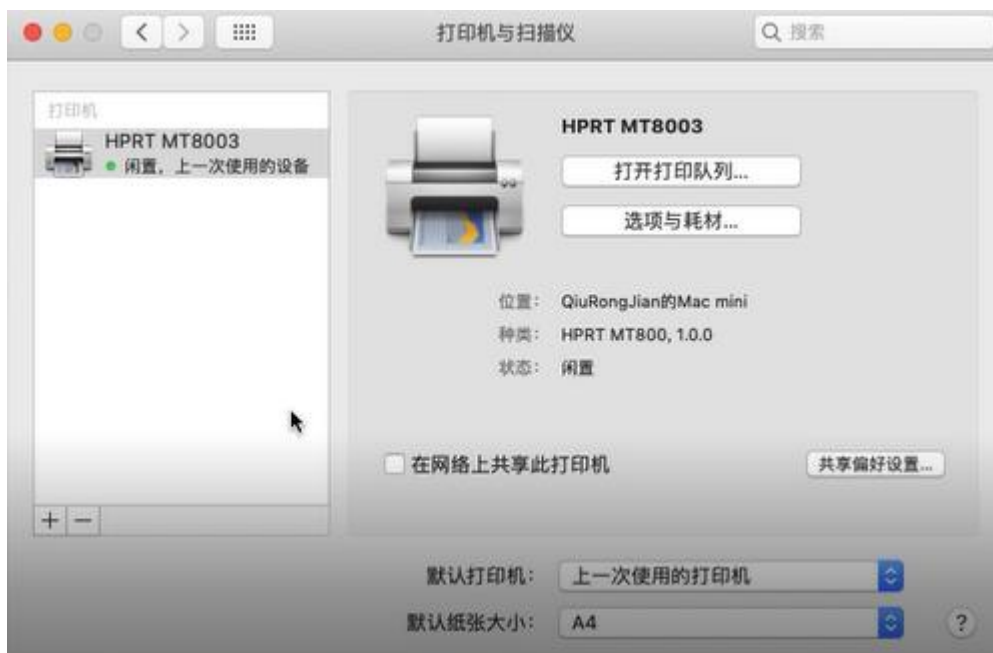 打印机与扫描仪
搜索
打印机
HPRT MT8003
闲置，上一次使用的设备
HPRT MT8003
打开打印队列...
选项与耗材...
位置： QiuRongJian的Mac mini
种类： HPRT MT800, 1.0.0
状态： 闲置
在网络上共享此打印机
共享偏好设置...
默认打印机： 上一次使用的打印机
默认纸张大小： A4
?